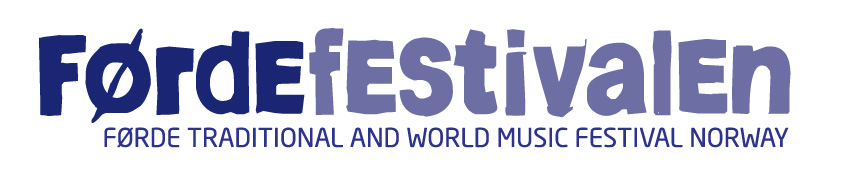 Førdefestivalen
FØRDE TRADITIONAL AND WORLD MUSIC FESTIVAL NORWAY